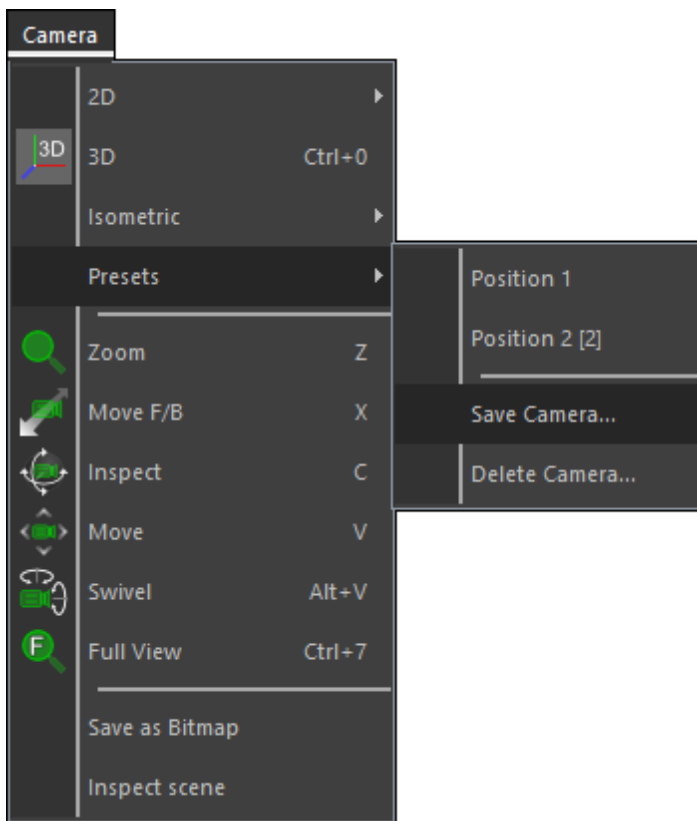 Camera
2D
3D
3D Ctrl+0
Isometric
Presets
Position 1
Position 2 [2]
Save Camera...
Delete Camera...
Zoom Z
Move F/B X
Inspect C
Move V
Swivel Alt+V
F
Full View Ctrl+7
Save as Bitmap
Inspect scene